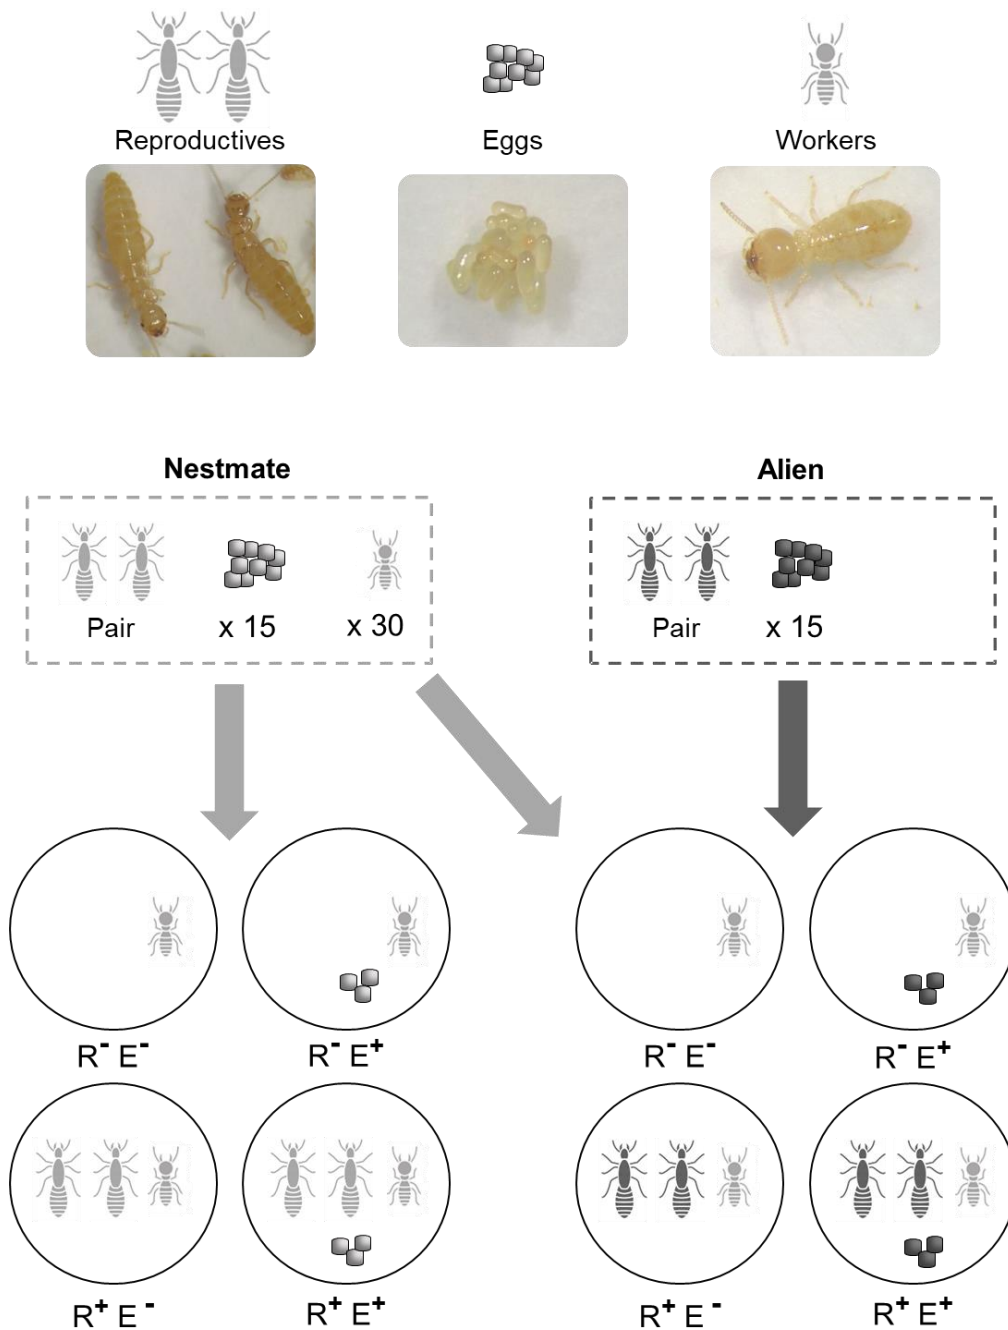 Reproductives
Eggs
Workers
Nestmate
Alien
Pair
x 15
x 30
Pair
x 15
R⁻ E⁻
R⁻ E⁺
R⁻ E⁻
R⁻ E⁺
R⁺ E⁻
R⁺ E⁺
R⁺ E⁻
R⁺ E⁺